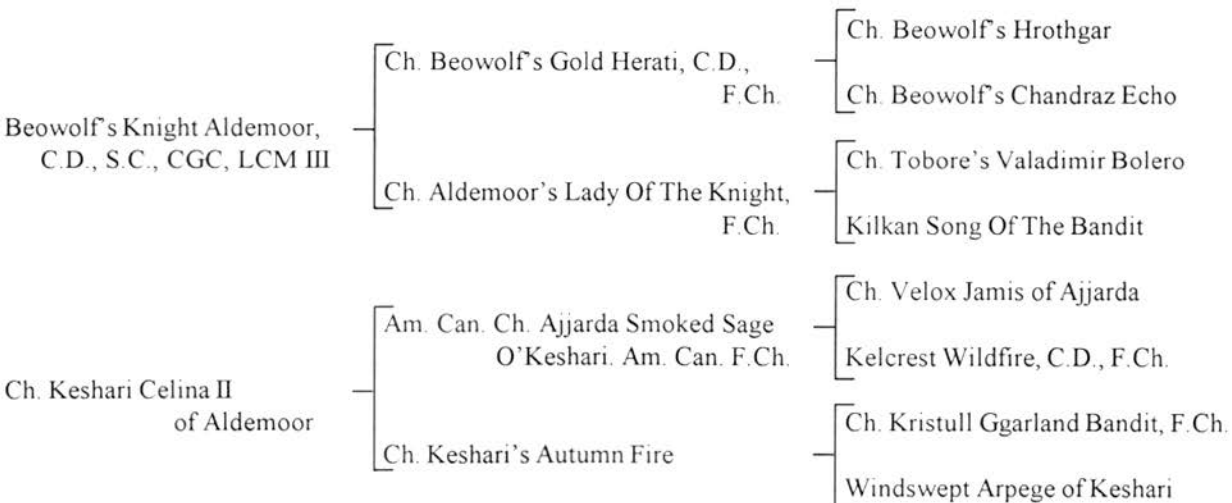 Ch. Beowolf's Hrothgar
Ch. Beowolf's Gold Herati, C.D.,
F.Ch.
Ch. Beowolf's Chandraz Echo
Beowolf's Knight Aldemoor,
C.D., S.C., CGC, LCM III
Ch. Tobore's Valadimir Bolero
Ch. Aldemoor's Lady Of The Knight,
F.Ch.
Kilkan Song Of The Bandit
Ch. Velox Jamis of Ajjarda
Am. Can. Ch. Ajjarda Smoked Sage
O'Keshari. Am. Can. F.Ch.
Kelcrest Wildfire, C.D., F.Ch.
Ch. Keshari Celina II
of Aldemoor
Ch. Kristull Ggarland Bandit, F.Ch.
Ch. Keshari's Autumn Fire
Windswept Arpege of Keshari